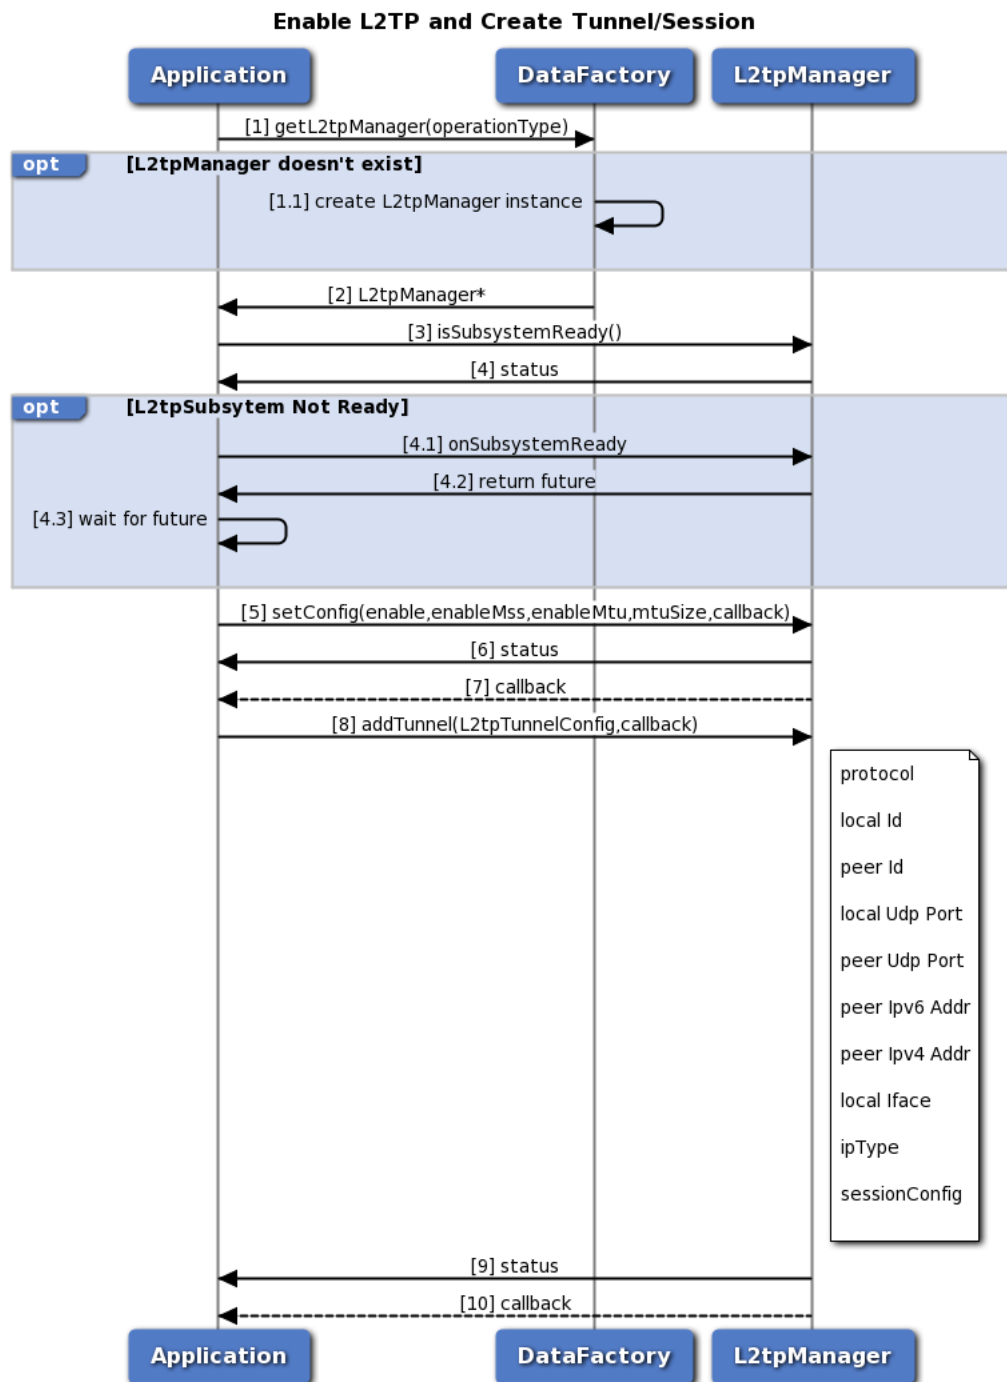 Enable L2TP and Create Tunnel/Session
Application
DataFactory
L2tpManager
[1] getL2tpManager(operationType)
opt
[L2tpManager doesn't exist]
[1.1] create L2tpManager instance
[2] L2tpManager*
[3] isSubsystemReady()
[4] status
opt
[L2tpSubsytem Not Ready]
[4.1] onSubsystemReady
[4.2] return future
[4.3] wait for future
[5] setConfig(enable,enableMss,enableMtu,mtuSize,callback)
[6] status
[7] callback
[8] addTunnel(L2tpTunnelConfig,callback)
protocol
local Id
peer Id
local Udp Port
peer Udp Port
peer Ipv6 Addr
peer Ipv4 Addr
local Iface
ipType
sessionConfig
[9] status
[10] callback
Application
DataFactory
L2tpManager